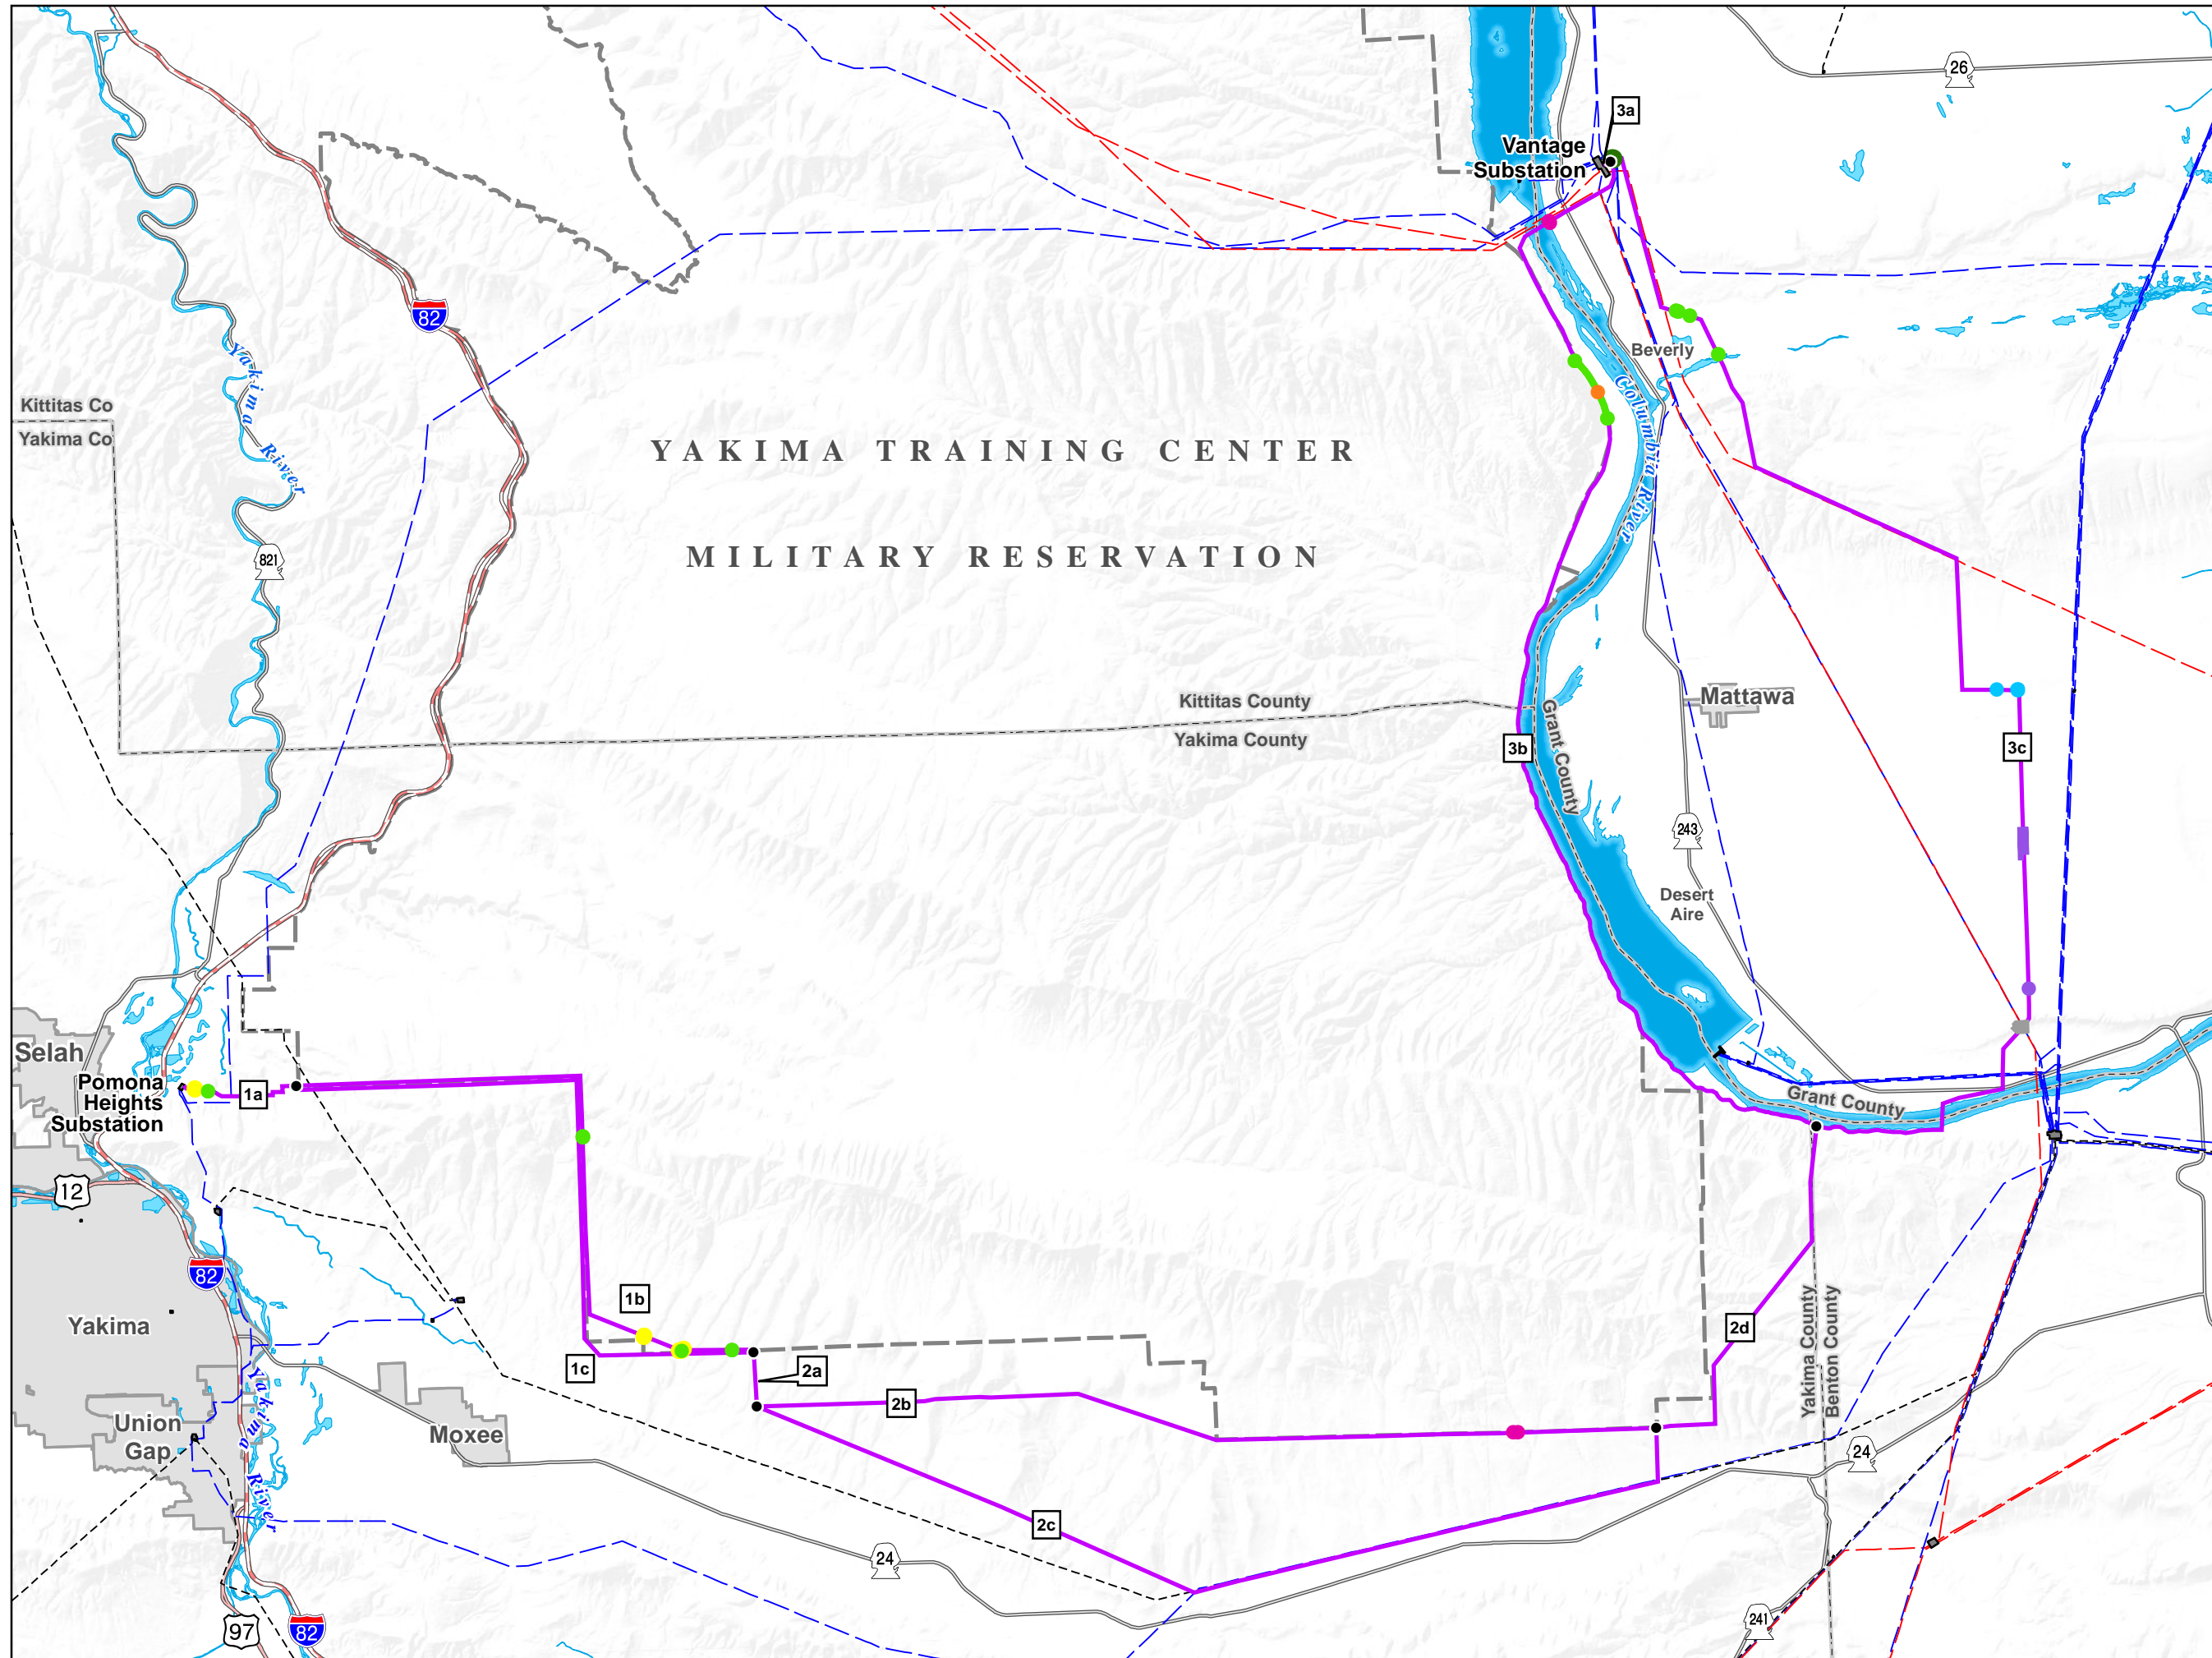 26
3a
Vantage
Substation
82
Beverly
Yakima
River
Columbia River
Kittitas Co
Yakima Co
YAKIMA TRAINING CENTER
MILITARY RESERVATION
821
Kittitas County
Yakima County
Mattawa
3b
Grant County
3c
243
Desert
Aire
Selah
Pomona
Heights
Substation
1a
Grant County
12
82
1b
Yakima
1c
2a
2b
2d
Yakima County
Benton County
Union
Gap
Moxee
Yakima
River
24
2c
24
97
82
241